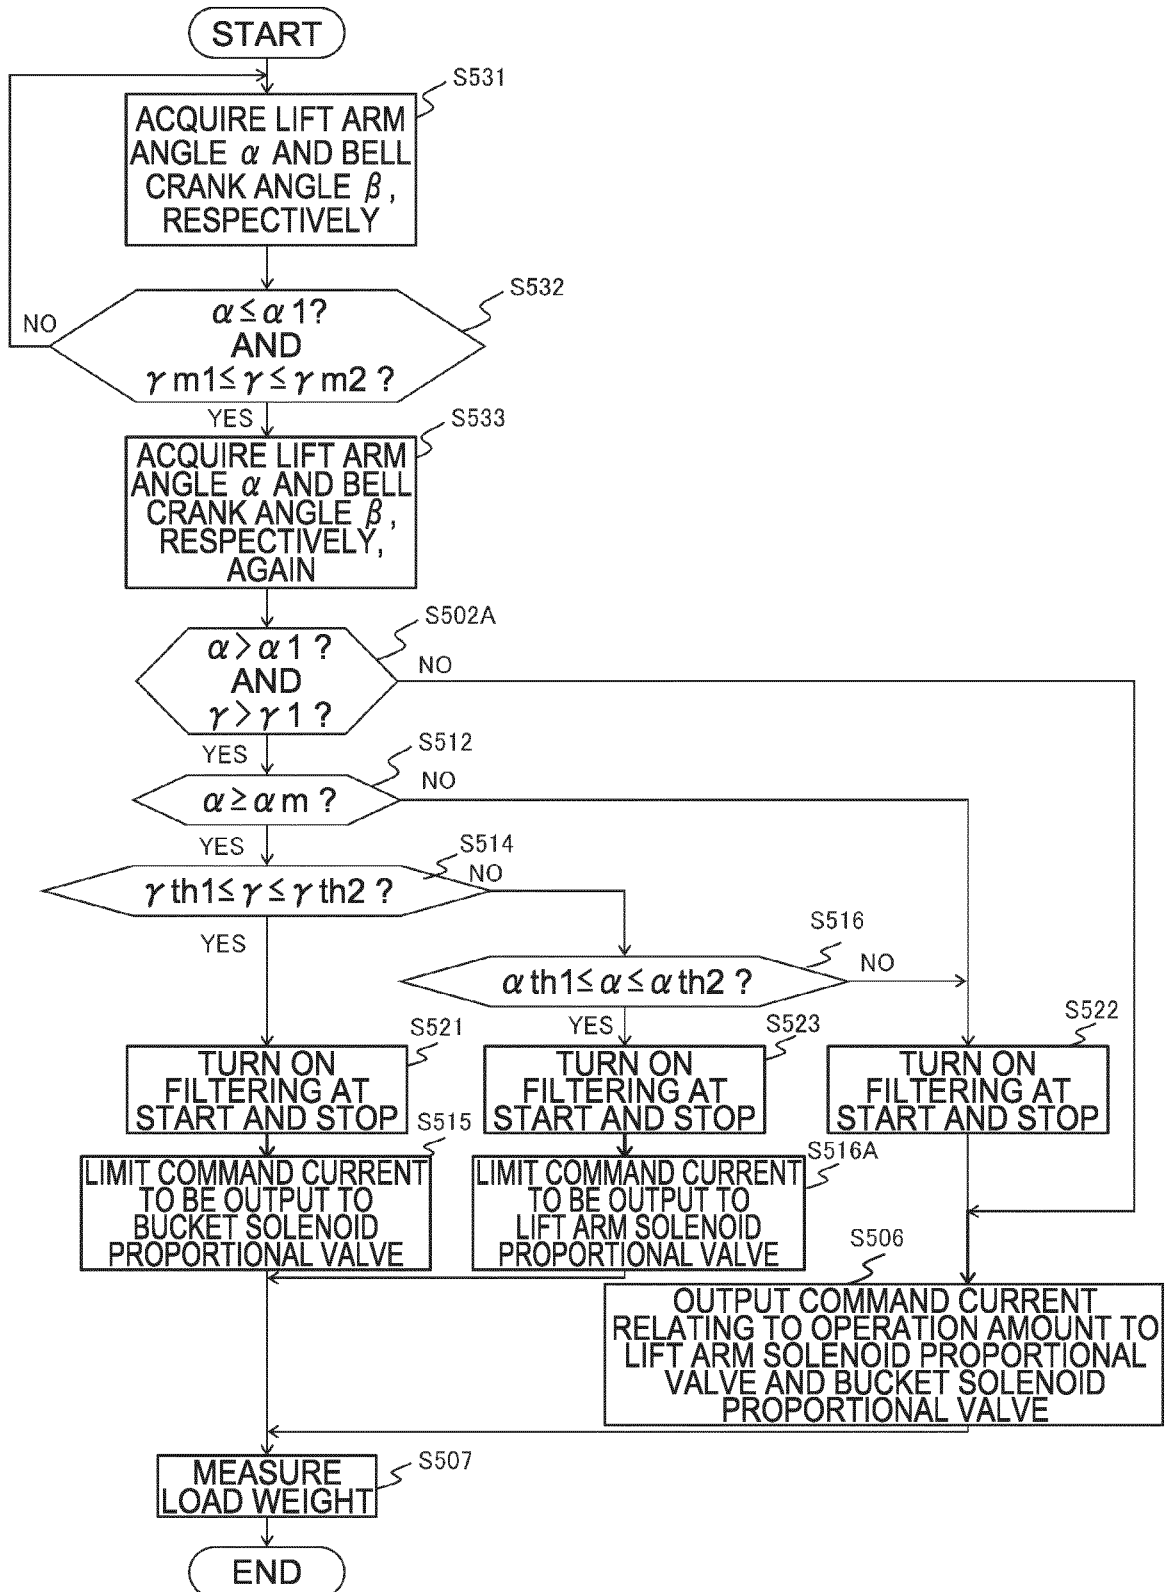 START
S531
ACQUIRE LIFT ARM
ANGLE α AND BELL
CRANK ANGLE β,
RESPECTIVELY
S532
α≤α1?
AND
γm1≤γ≤γm2?
NO
YES
S533
ACQUIRE LIFT ARM
ANGLE α AND BELL
CRANK ANGLE β,
RESPECTIVELY,
AGAIN
S502A
α>α1?
AND
γ>γ1?
NO
YES
S512
α≥αm?
NO
YES
S514
γth1≤γ≤γth2?
NO
YES
S516
αth1≤α≤αth2?
NO
YES
S521
TURN ON
FILTERING AT
START AND STOP
S523
TURN ON
FILTERING AT
START AND STOP
S522
TURN ON
FILTERING AT
START AND STOP
S515
LIMIT COMMAND CURRENT
TO BE OUTPUT TO
BUCKET SOLENOID
PROPORTIONAL VALVE
S516A
LIMIT COMMAND CURRENT
TO BE OUTPUT TO
LIFT ARM SOLENOID
PROPORTIONAL VALVE
S506
OUTPUT COMMAND CURRENT
RELATING TO OPERATION AMOUNT TO
LIFT ARM SOLENOID PROPORTIONAL
VALVE AND BUCKET SOLENOID
PROPORTIONAL VALVE
S507
MEASURE
LOAD WEIGHT
END